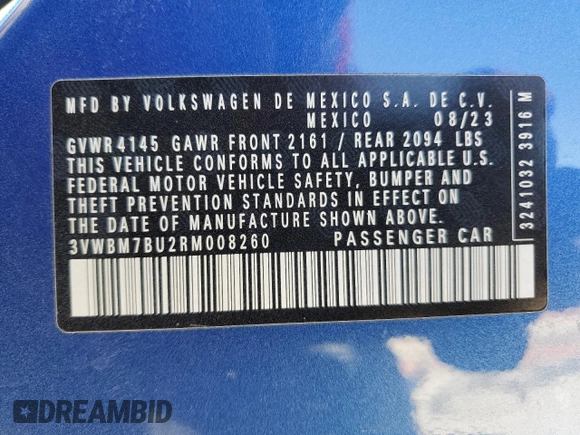 MFD BY VOLKSWAGEN DE MEXICO S.A. DE C.V.
MEXICO 08/23
GVWR 4145 GAWR FRONT 2161 / REAR 2094 LBS
THIS VEHICLE CONFORMS TO ALL APPLICABLE U.S.
FEDERAL MOTOR VEHICLE SAFETY, BUMPER AND
THEFT PREVENTION STANDARDS IN EFFECT ON
THE DATE OF MANUFACTURE SHOWN ABOVE.
3VWBM7BU2RM008260 PASSENGER CAR
3241032 3916 M
DREAMBID